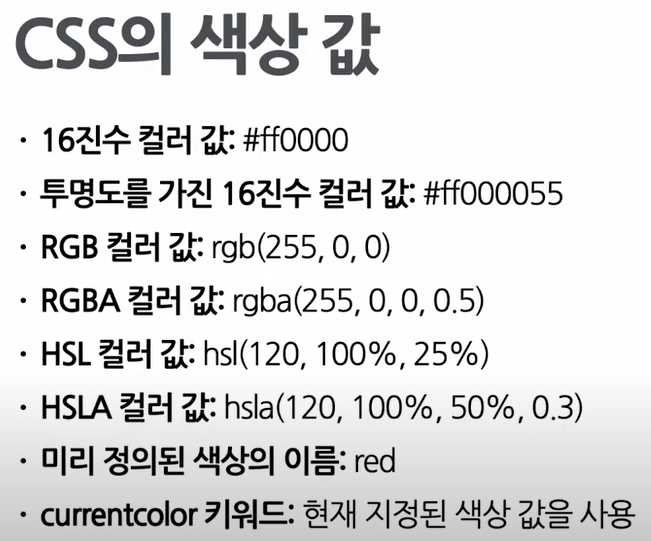 CSS의 색상 값
· 16진수 컬러 값: #ff0000
· 투명도를 가진 16진수 컬러 값: #ff000055
· RGB 컬러 값: rgb(255, 0, 0)
· RGBA 컬러 값: rgba(255, 0, 0, 0.5)
· HSL 컬러 값: hsl(120, 100%, 25%)
· HSLA 컬러 값: hsla(120, 100%, 50%, 0.3)
· 미리 정의된 색상의 이름: red
· currentcolor 키워드: 현재 지정된 색상 값을 사용